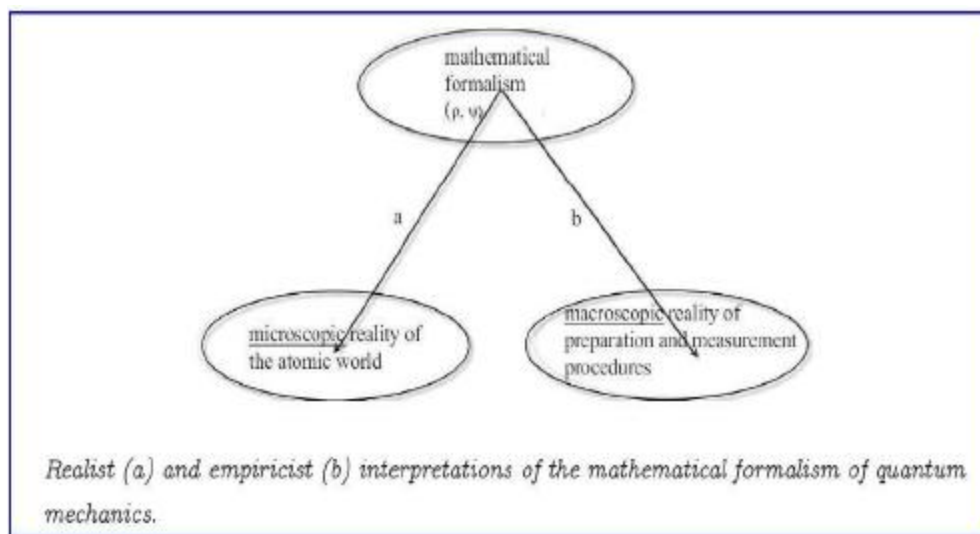 mathematical
formalism
(ρ, ψ)
a
b
microscopic reality of
the atomic world
macroscopic reality of
preparation and measurement
procedures
Realist (a) and empiricist (b) interpretations of the mathematical formalism of quantum
mechanics.